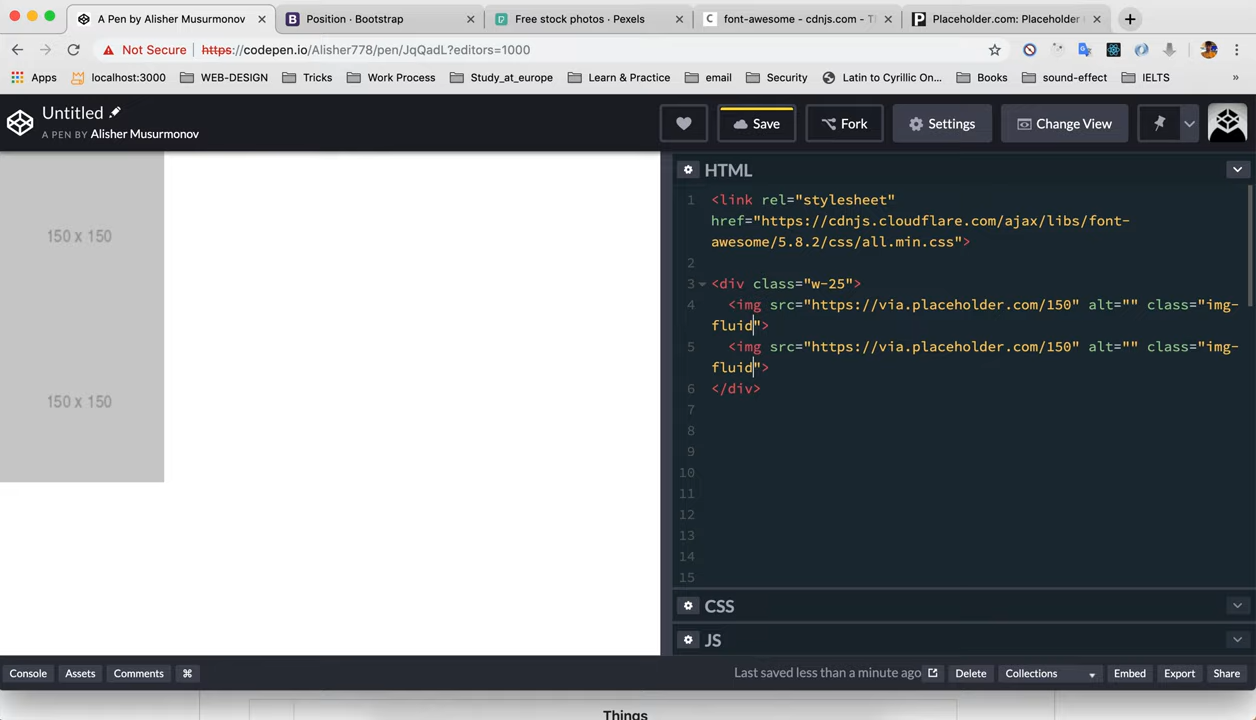 A Pen by Alisher Musurmonov
Position · Bootstrap
Free stock photos · Pexels
font-awesome - cdnjs.com - T
Placeholder.com: Placeholder
Not Secure
https://codepen.io/Alisher778/pen/JqQadL?editors=1000
Apps
localhost:3000
WEB-DESIGN
Tricks
Work Process
Study_at_europe
Learn & Practice
email
Security
Latin to Cyrillic On...
Books
sound-effect
IELTS
»
Untitled
A PEN BY Alisher Musurmonov
Save
Fork
Settings
Change View
150 x 150
150 x 150
HTML
1 <link rel="stylesheet"
href="https://cdnjs.cloudflare.com/ajax/libs/font-
awesome/5.8.2/css/all.min.css">
2
3 <div class="w-25">
4 <img src="https://via.placeholder.com/150" alt="" class="img-
fluid">
5 <img src="https://via.placeholder.com/150" alt="" class="img-
fluid">
6 </div>
7
8
9
10
11
12
13
14
15
CSS
JS
Console
Assets
Comments
⌘
Last saved less than a minute ago
Delete
Collections
Embed
Export
Share
Things